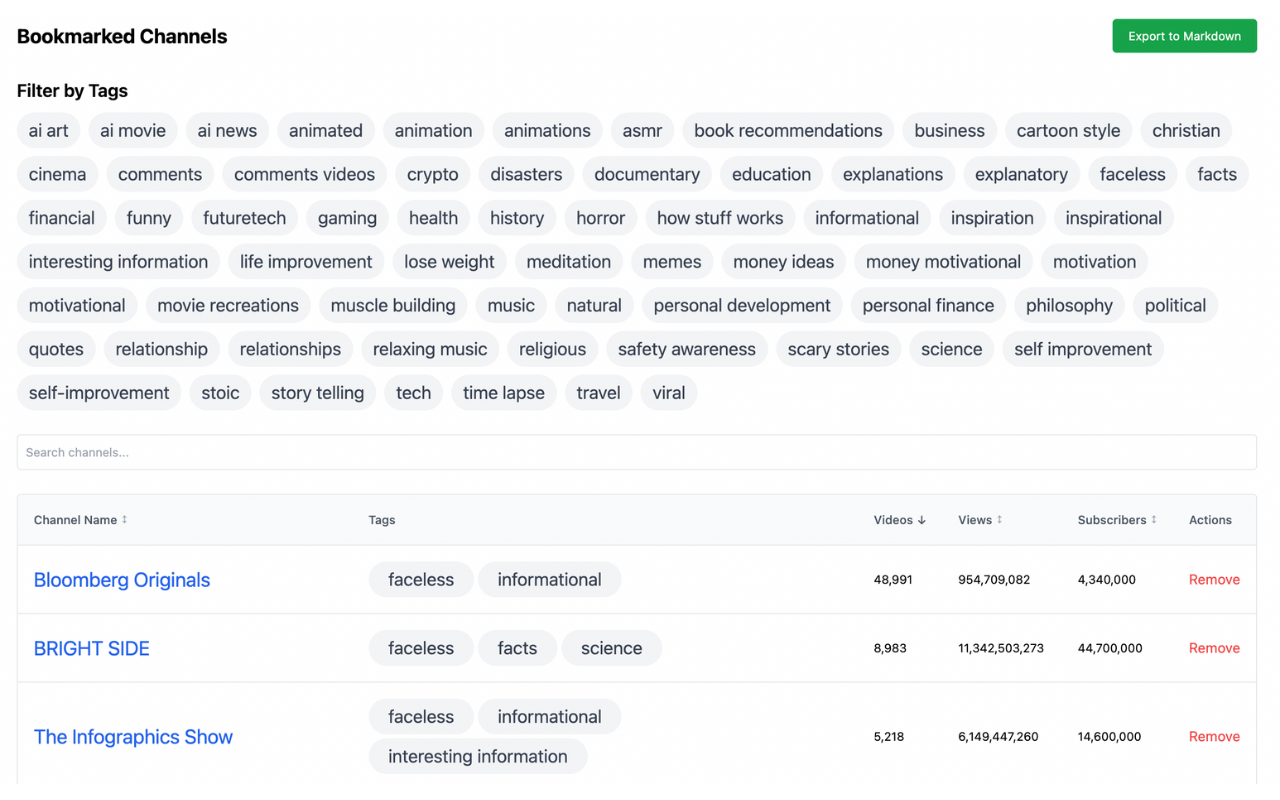 Bookmarked Channels
Export to Markdown
Filter by Tags
ai art ai movie ai news animated animation animations asmr book recommendations business cartoon style christian
cinema comments comments videos crypto disasters documentary education explanations explanatory faceless facts
financial funny futuretech gaming health history horror how stuff works informational inspiration inspirational
interesting information life improvement lose weight meditation memes money ideas money motivational motivation
motivational movie recreations muscle building music natural personal development personal finance philosophy political
quotes relationship relationships relaxing music religious safety awareness scary stories science self improvement
self-improvement stoic story telling tech time lapse travel viral
Search channels...
Channel Name ↕ Tags Videos ↓ Views ↕ Subscribers ↕ Actions
Bloomberg Originals faceless informational 48,991 954,709,082 4,340,000 Remove
BRIGHT SIDE faceless facts science 8,983 11,342,503,273 44,700,000 Remove
The Infographics Show faceless informational 5,218 6,149,447,260 14,600,000 Remove
interesting information